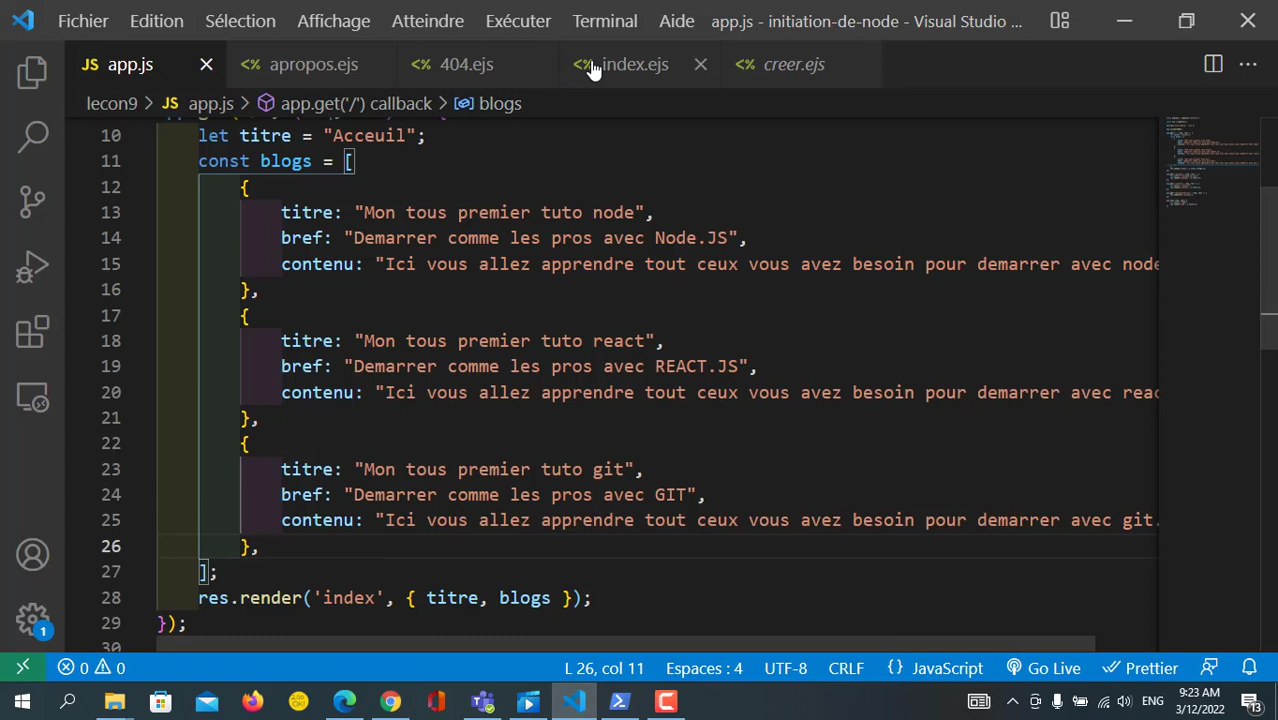 Fichier Edition Sélection Affichage Atteindre Exécuter Terminal Aide app.js - initiation-de-node - Visual Studio ...
JS app.js <% apropos.ejs <% 404.ejs <% index.ejs <% creer.ejs
lecon9 > JS app.js > app.get('/') callback > blogs
10 let titre = "Acceuil";
11 const blogs = [
12 {
13 titre: "Mon tous premier tuto node",
14 bref: "Demarrer comme les pros avec Node.JS",
15 contenu: "Ici vous allez apprendre tout ceux vous avez besoin pour demarrer avec node
16 },
17 {
18 titre: "Mon tous premier tuto react",
19 bref: "Demarrer comme les pros avec REACT.JS",
20 contenu: "Ici vous allez apprendre tout ceux vous avez besoin pour demarrer avec reac
21 },
22 {
23 titre: "Mon tous premier tuto git",
24 bref: "Demarrer comme les pros avec GIT",
25 contenu: "Ici vous allez apprendre tout ceux vous avez besoin pour demarrer avec git.
26 },
27 ];
28 res.render('index', { titre, blogs });
29 });
30
1
0 0 L 26, col 11 Espaces : 4 UTF-8 CRLF {} JavaScript Go Live Prettier
ENG 9:23 AM
3/12/2022 13